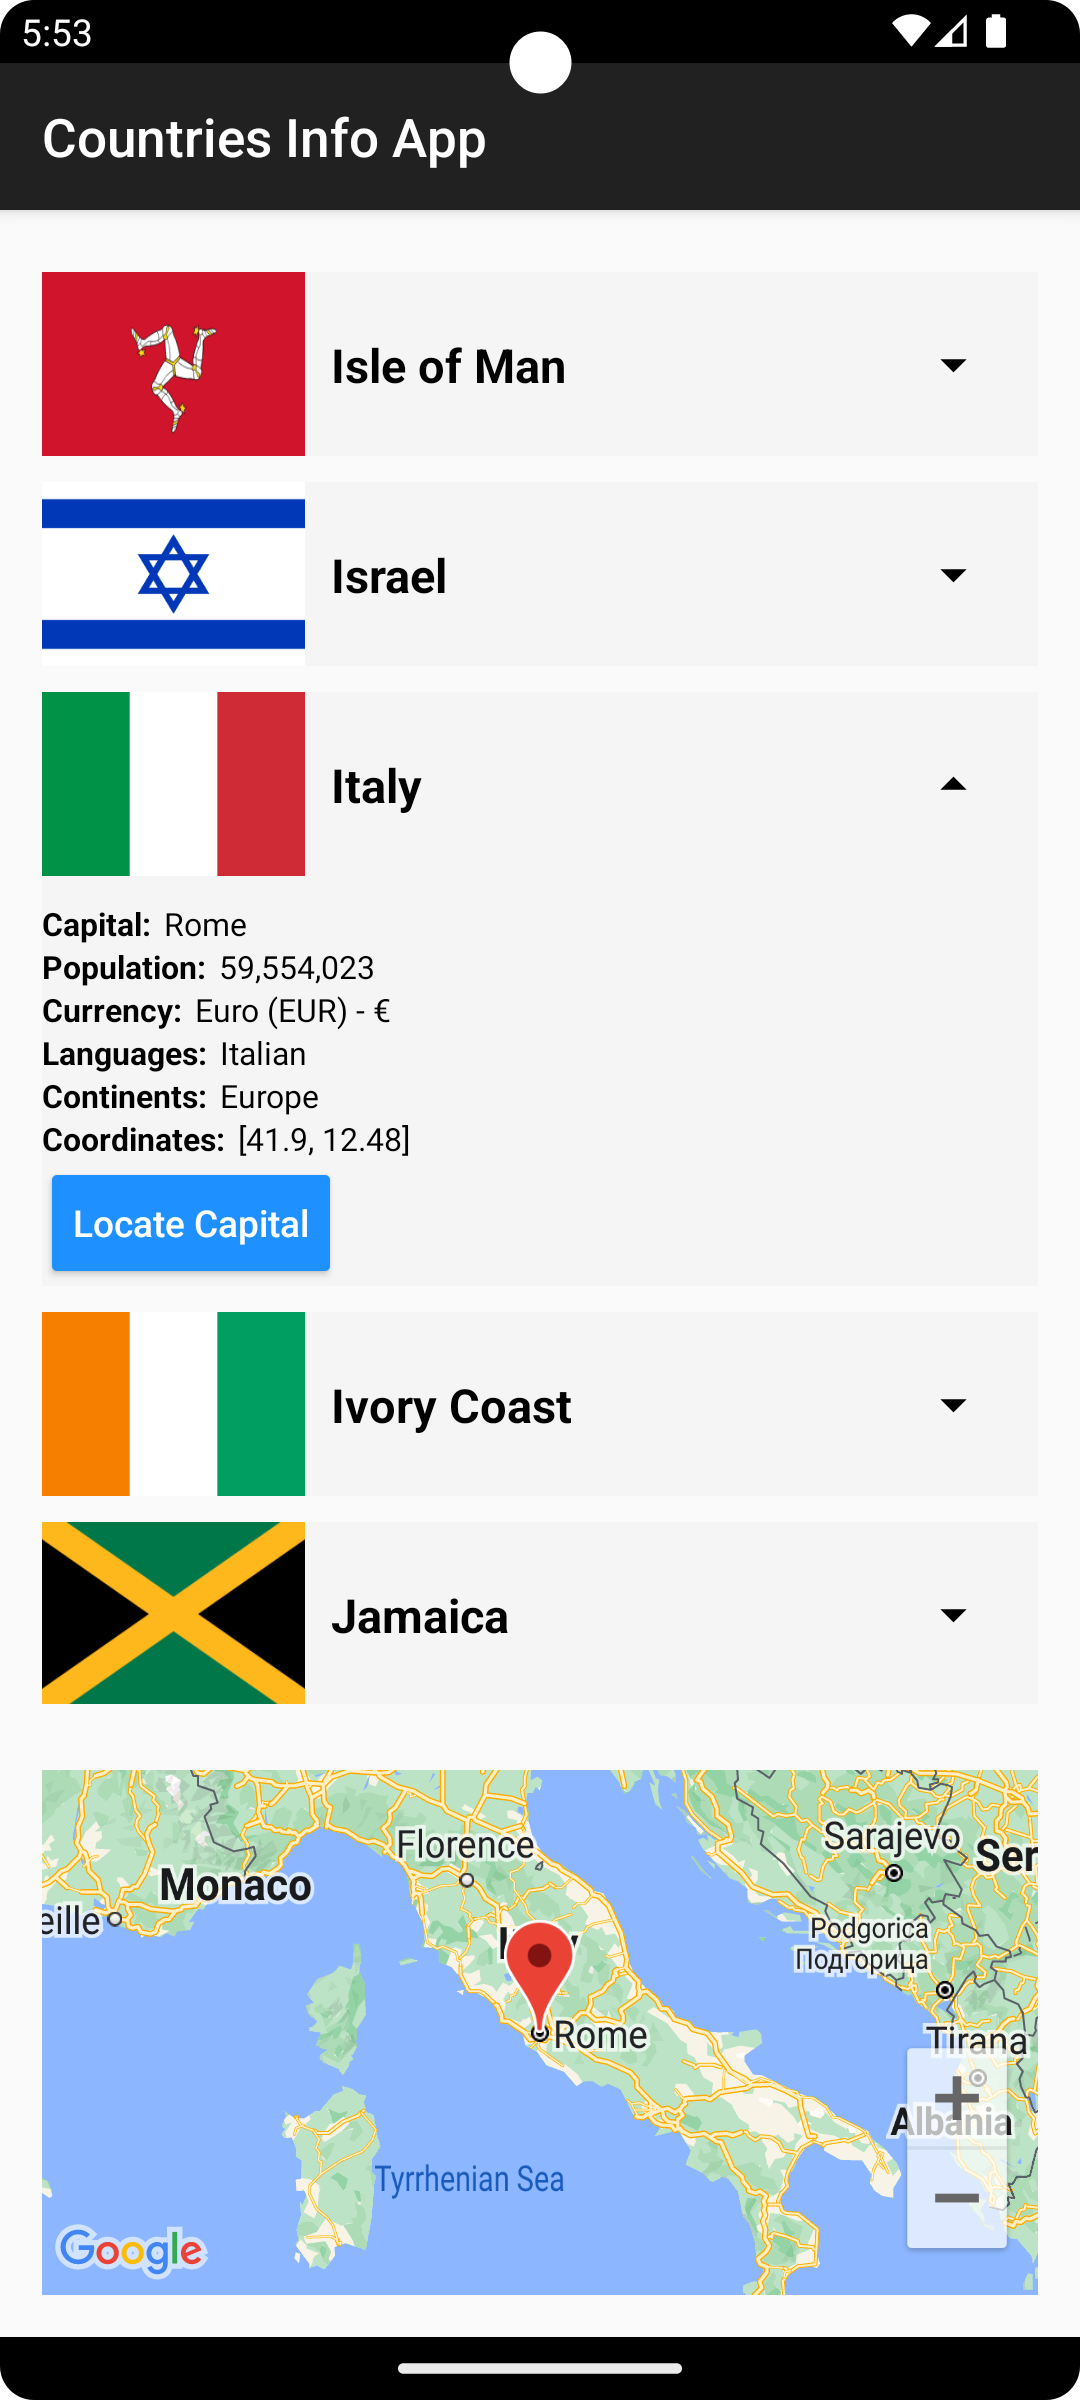 5:53
Countries Info App
Isle of Man
Israel
Italy
Capital: Rome
Population: 59,554,023
Currency: Euro (EUR) - €
Languages: Italian
Continents: Europe
Coordinates: [41.9, 12.48]
Locate Capital
Ivory Coast
Jamaica
Florence
Sarajevo
Ser
Monaco
eille
Podgorica
Подгорица
Rome
Tirana
Albania
Tyrrhenian Sea
Google